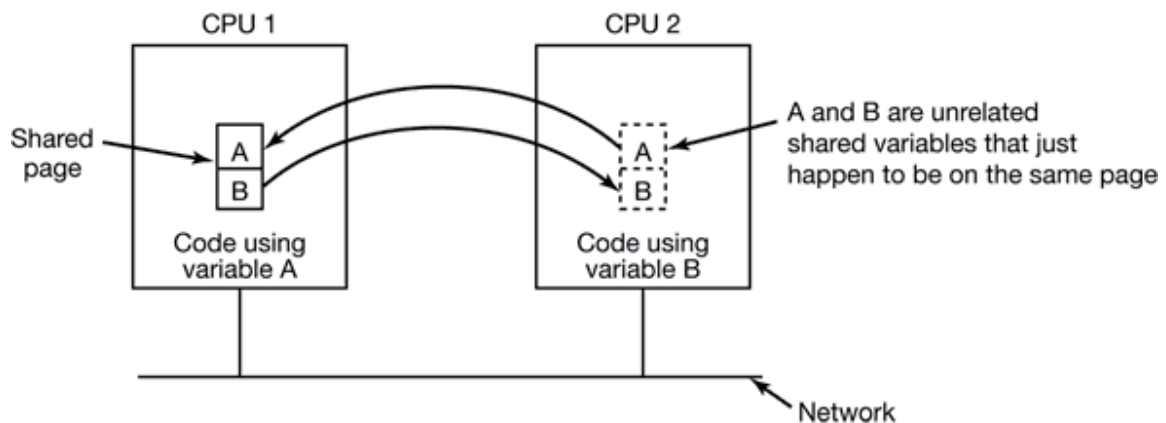 CPU 1
CPU 2
Shared
page
A
B
A
B
A and B are unrelated
shared variables that just
happen to be on the same page
Code using
variable A
Code using
variable B
Network